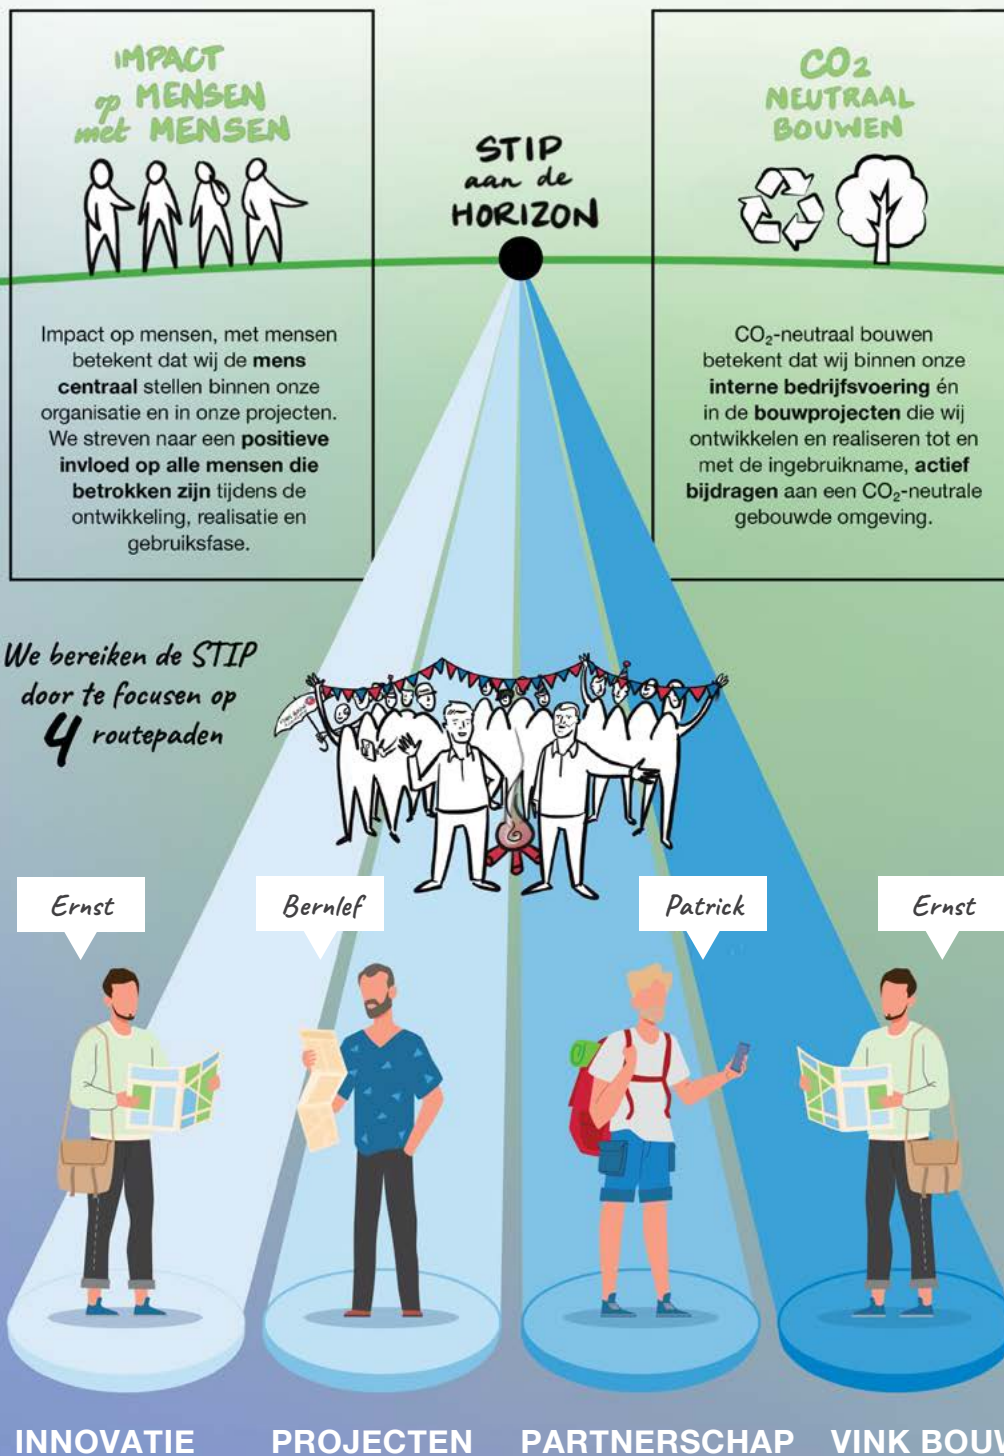 IMPACT
op MENSEN
met MENSEN
Impact op mensen, met mensen
betekent dat wij de mens
centraal stellen binnen onze
organisatie en in onze projecten.
We streven naar een positieve
invloed op alle mensen die
betrokken zijn tijdens de
ontwikkeling, realisatie en
gebruiksfase.
STIP
aan de
HORIZON
CO₂
NEUTRAAL
BOUWEN
CO₂-neutraal bouwen
betekent dat wij binnen onze
interne bedrijfsvoering én
in de bouwprojecten die wij
ontwikkelen en realiseren tot en
met de ingebruikname, actief
bijdragen aan een CO₂-neutrale
gebouwde omgeving.
We bereiken de STIP
door te focusen op
4 routepaden
Ernst
Bernlef
Patrick
Ernst
INNOVATIE
PROJECTEN
PARTNERSCHAP
VINK BOUW